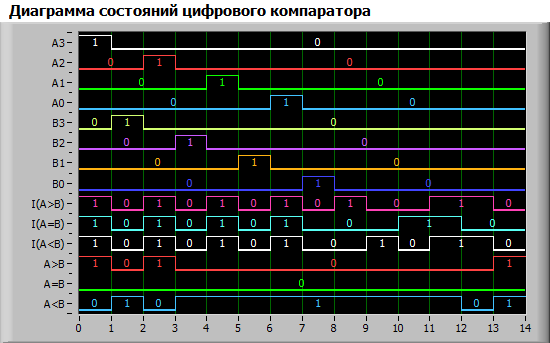 Диаграмма состояний цифрового компаратора
A3 1 0
A2 0 1 0
A1 0 1 0
A0 0 1 0
B3 0 1 0
B2 0 1 0
B1 0 1 0
B0 0 1 0
I(A>B) 1 0 1 0 1 0 1 0 1 0 1 0
I(A=B) 1 0 1 0 1 0 1 0 1 0
I(A<B) 1 0 1 0 1 0 1 0 1 0 1 0
A>B 1 0 1 0 1
A=B 0
A<B 0 1 0 1 0 1
0 1 2 3 4 5 6 7 8 9 10 11 12 13 14